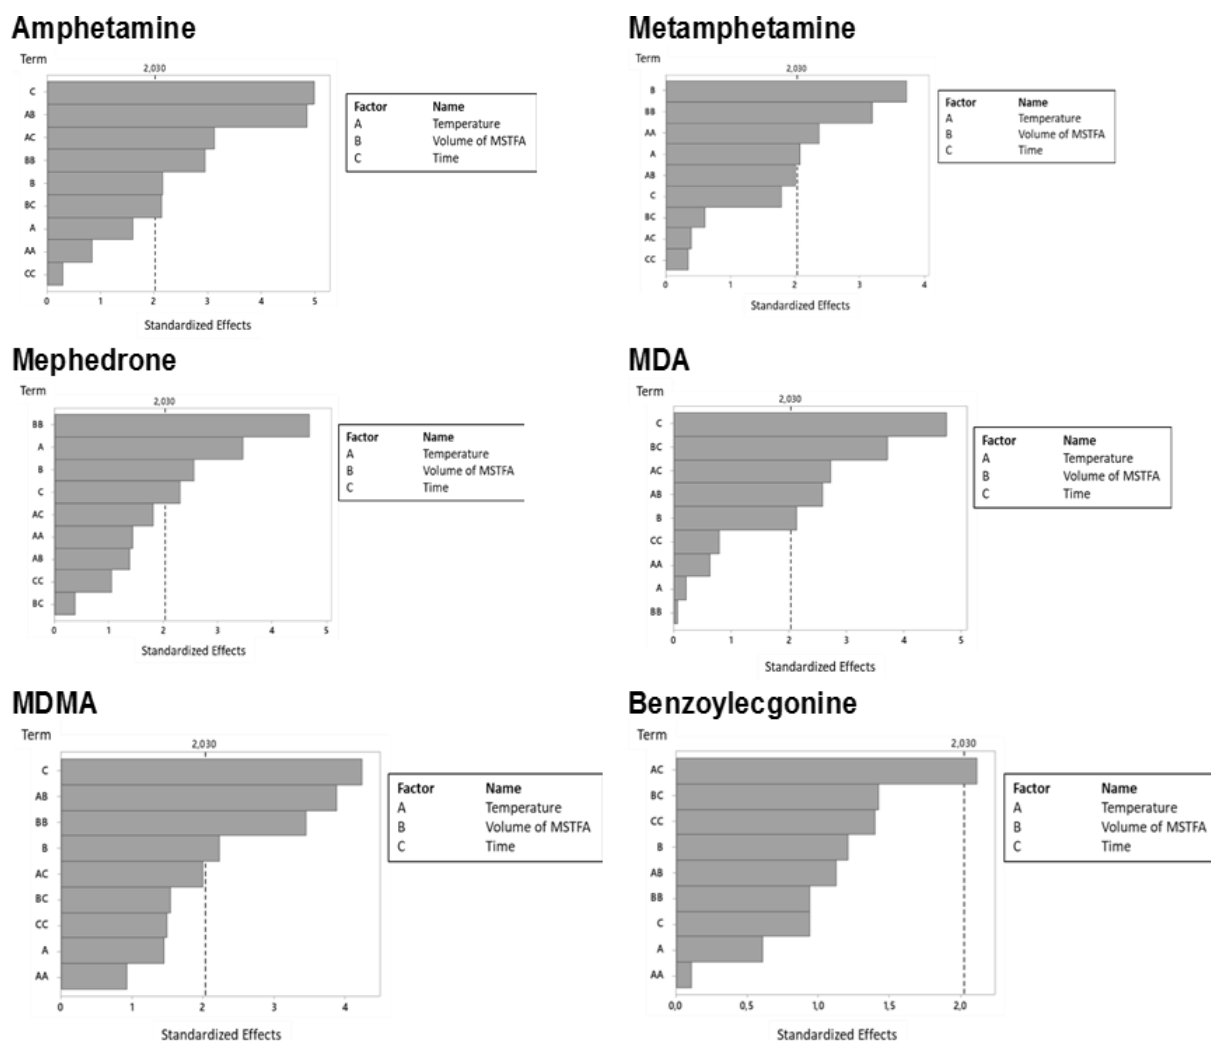 Amphetamine
Term
2,030
C
AB
AC
BB
B
BC
A
AA
CC
0 1 2 3 4 5
Standardized Effects
Factor Name
A Temperature
B Volume of MSTFA
C Time
Metamphetamine
Term
2,030
B
BB
AA
A
AB
C
BC
AC
CC
0 1 2 3 4
Standardized Effects
Factor Name
A Temperature
B Volume of MSTFA
C Time
Mephedrone
Term
2,030
BB
A
B
C
AC
AA
AB
CC
BC
0 1 2 3 4 5
Standardized Effects
Factor Name
A Temperature
B Volume of MSTFA
C Time
MDA
Term
2,030
C
BC
AC
AB
B
CC
AA
A
BB
0 1 2 3 4 5
Standardized Effects
Factor Name
A Temperature
B Volume of MSTFA
C Time
MDMA
Term
2,030
C
AB
BB
B
AC
BC
CC
A
AA
0 1 2 3 4
Standardized Effects
Factor Name
A Temperature
B Volume of MSTFA
C Time
Benzoylecgonine
Term
2,030
AC
BC
CC
B
AB
BB
C
A
AA
0,0 0,5 1,0 1,5 2,0
Standardized Effects
Factor Name
A Temperature
B Volume of MSTFA
C Time